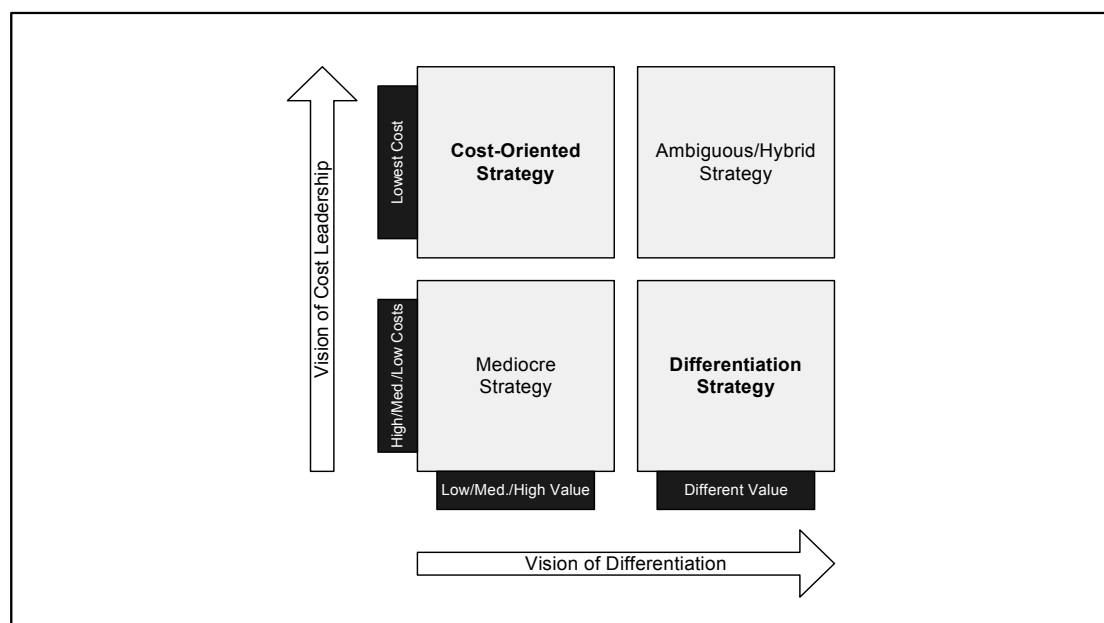 Vision of Cost Leadership
Lowest Cost
Cost-Oriented
Strategy
Ambiguous/Hybrid
Strategy
High/Med./Low Costs
Mediocre
Strategy
Differentiation
Strategy
Low/Med./High Value
Different Value
Vision of Differentiation